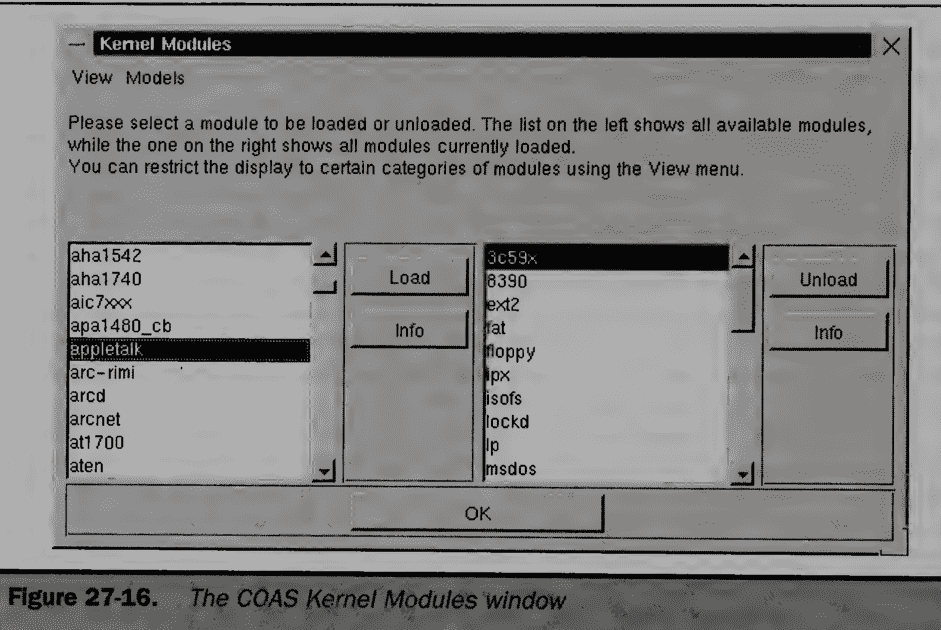 Kernel Modules
View Models
Please select a module to be loaded or unloaded. The list on the left shows all available modules,
while the one on the right shows all modules currently loaded.
You can restrict the display to certain categories of modules using the View menu.
aha1542
aha1740
aic7xxx
apa1480_cb
appletalk
arc-rimi
arcd
arcnet
at1700
aten
Load
Info
3c59x
8390
ext2
fat
floppy
ipx
isofs
lockd
lp
msdos
Unload
Info
OK
Figure 27-16. The COAS Kernel Modules window